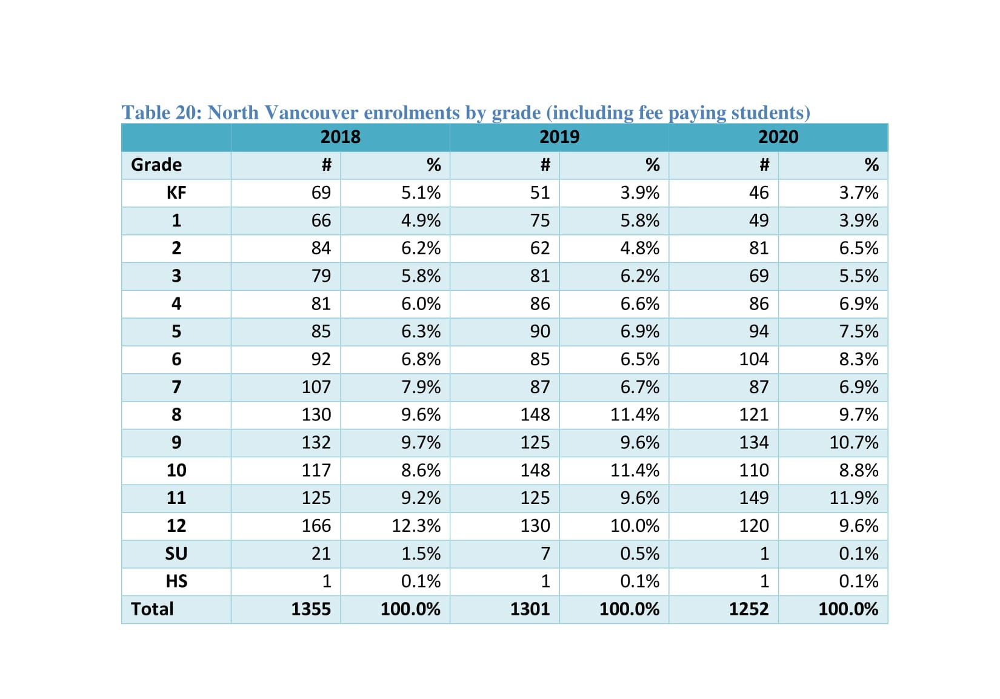 Table 20: North Vancouver enrolments by grade (including fee paying students)
2018 2019 2020
Grade # % # % # %
KF 69 5.1% 51 3.9% 46 3.7%
1 66 4.9% 75 5.8% 49 3.9%
2 84 6.2% 62 4.8% 81 6.5%
3 79 5.8% 81 6.2% 69 5.5%
4 81 6.0% 86 6.6% 86 6.9%
5 85 6.3% 90 6.9% 94 7.5%
6 92 6.8% 85 6.5% 104 8.3%
7 107 7.9% 87 6.7% 87 6.9%
8 130 9.6% 148 11.4% 121 9.7%
9 132 9.7% 125 9.6% 134 10.7%
10 117 8.6% 148 11.4% 110 8.8%
11 125 9.2% 125 9.6% 149 11.9%
12 166 12.3% 130 10.0% 120 9.6%
SU 21 1.5% 7 0.5% 1 0.1%
HS 1 0.1% 1 0.1% 1 0.1%
Total 1355 100.0% 1301 100.0% 1252 100.0%